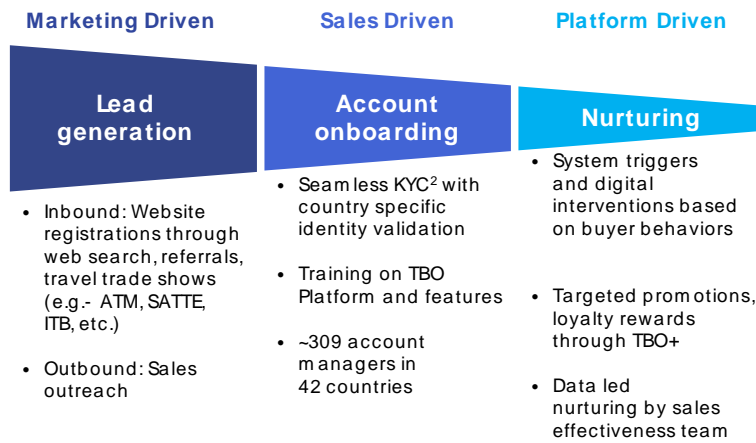 Marketing Driven
Sales Driven
Platform Driven
Lead
generation
Account
onboarding
Nurturing
• Inbound: Website
registrations through
web search, referrals,
travel trade shows
(e.g.- ATM, SATTE,
ITB, etc.)
• Outbound: Sales
outreach
• Seamless KYC² with
country specific
identity validation
• Training on TBO
Platform and features
• ~309 account
managers in
42 countries
• System triggers
and digital
interventions based
on buyer behaviors
• Targeted promotions,
loyalty rewards
through TBO+
• Data led
nurturing by sales
effectiveness team